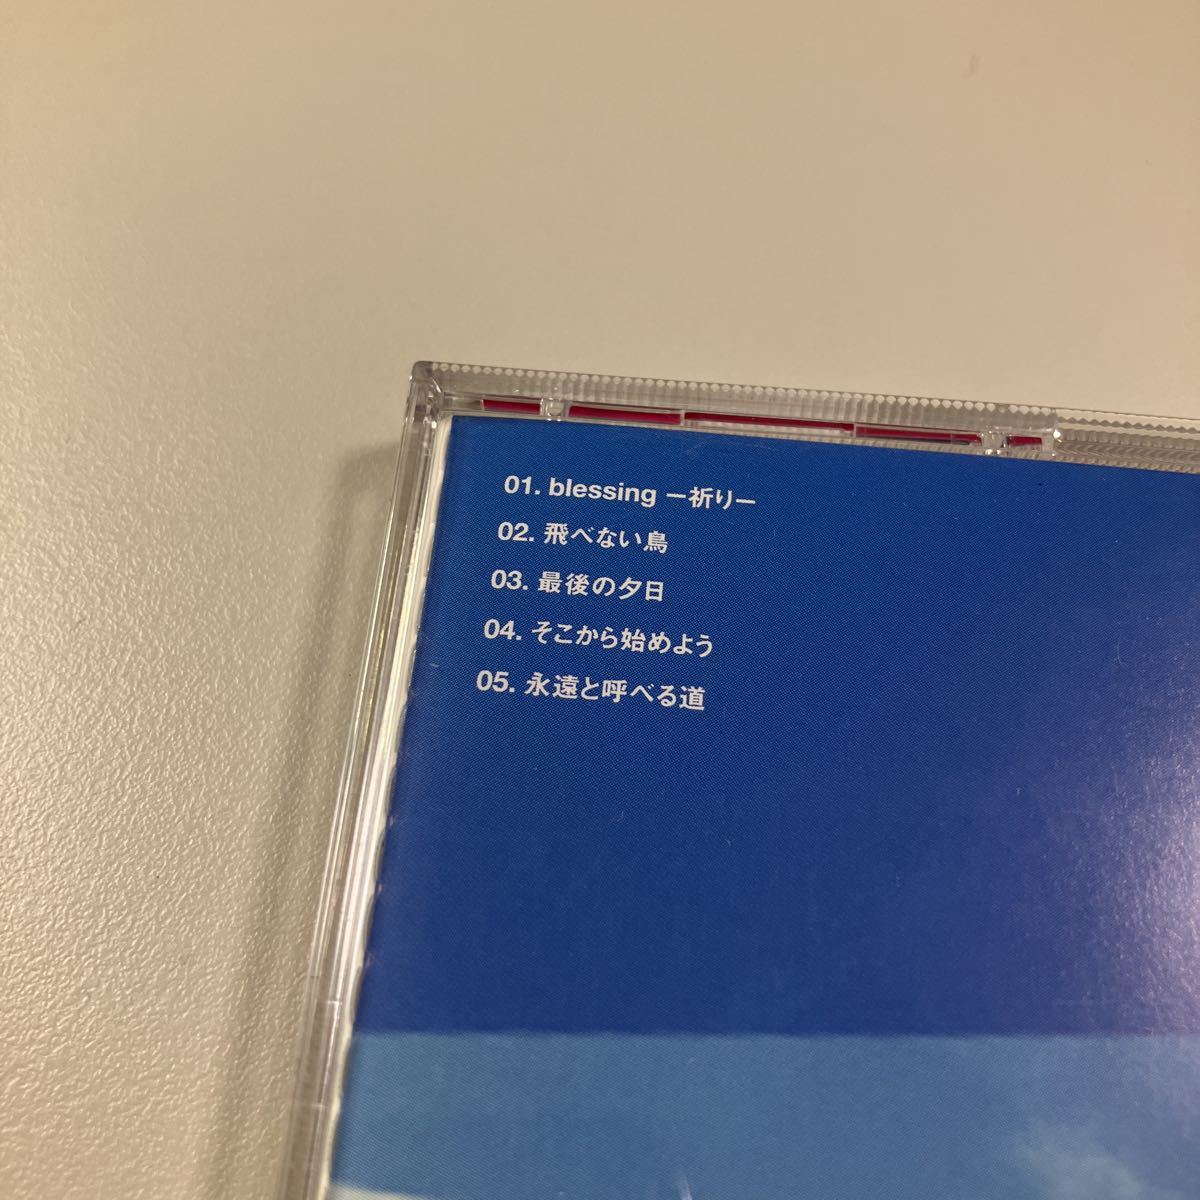 01. blessing ー祈りー
02. 飛べない鳥
03. 最後の夕日
04. そこから始めよう
05. 永遠と呼べる道